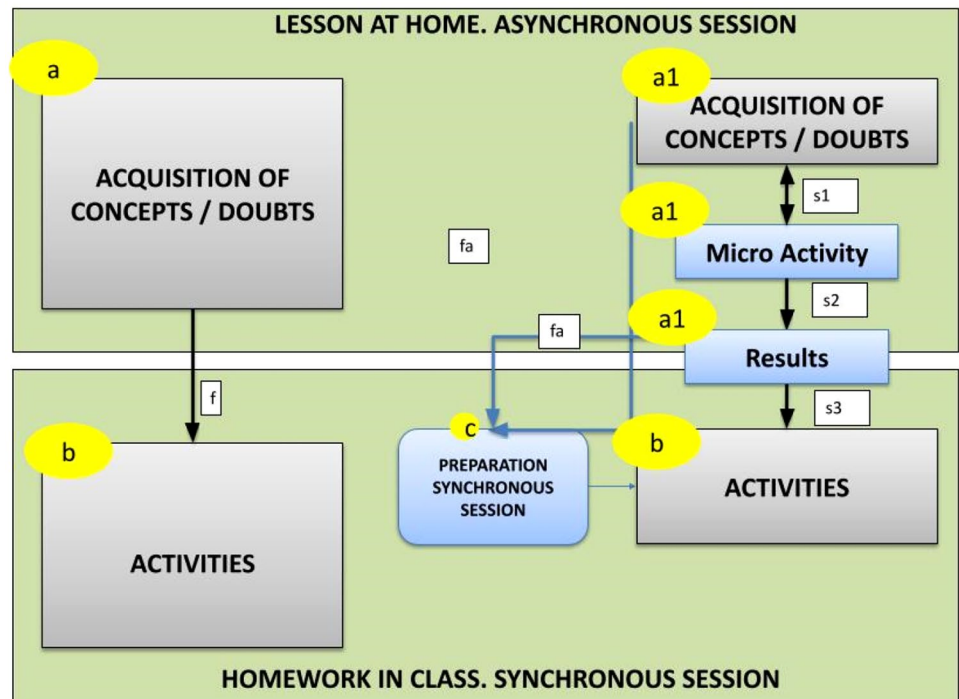 LESSON AT HOME. ASYNCHRONOUS SESSION
a
ACQUISITION OF
CONCEPTS / DOUBTS
f
b
ACTIVITIES
a1
ACQUISITION OF
CONCEPTS / DOUBTS
s1
a1
Micro Activity
fa
s2
a1
fa
Results
s3
c
PREPARATION
SYNCHRONOUS
SESSION
b
ACTIVITIES
HOMEWORK IN CLASS. SYNCHRONOUS SESSION